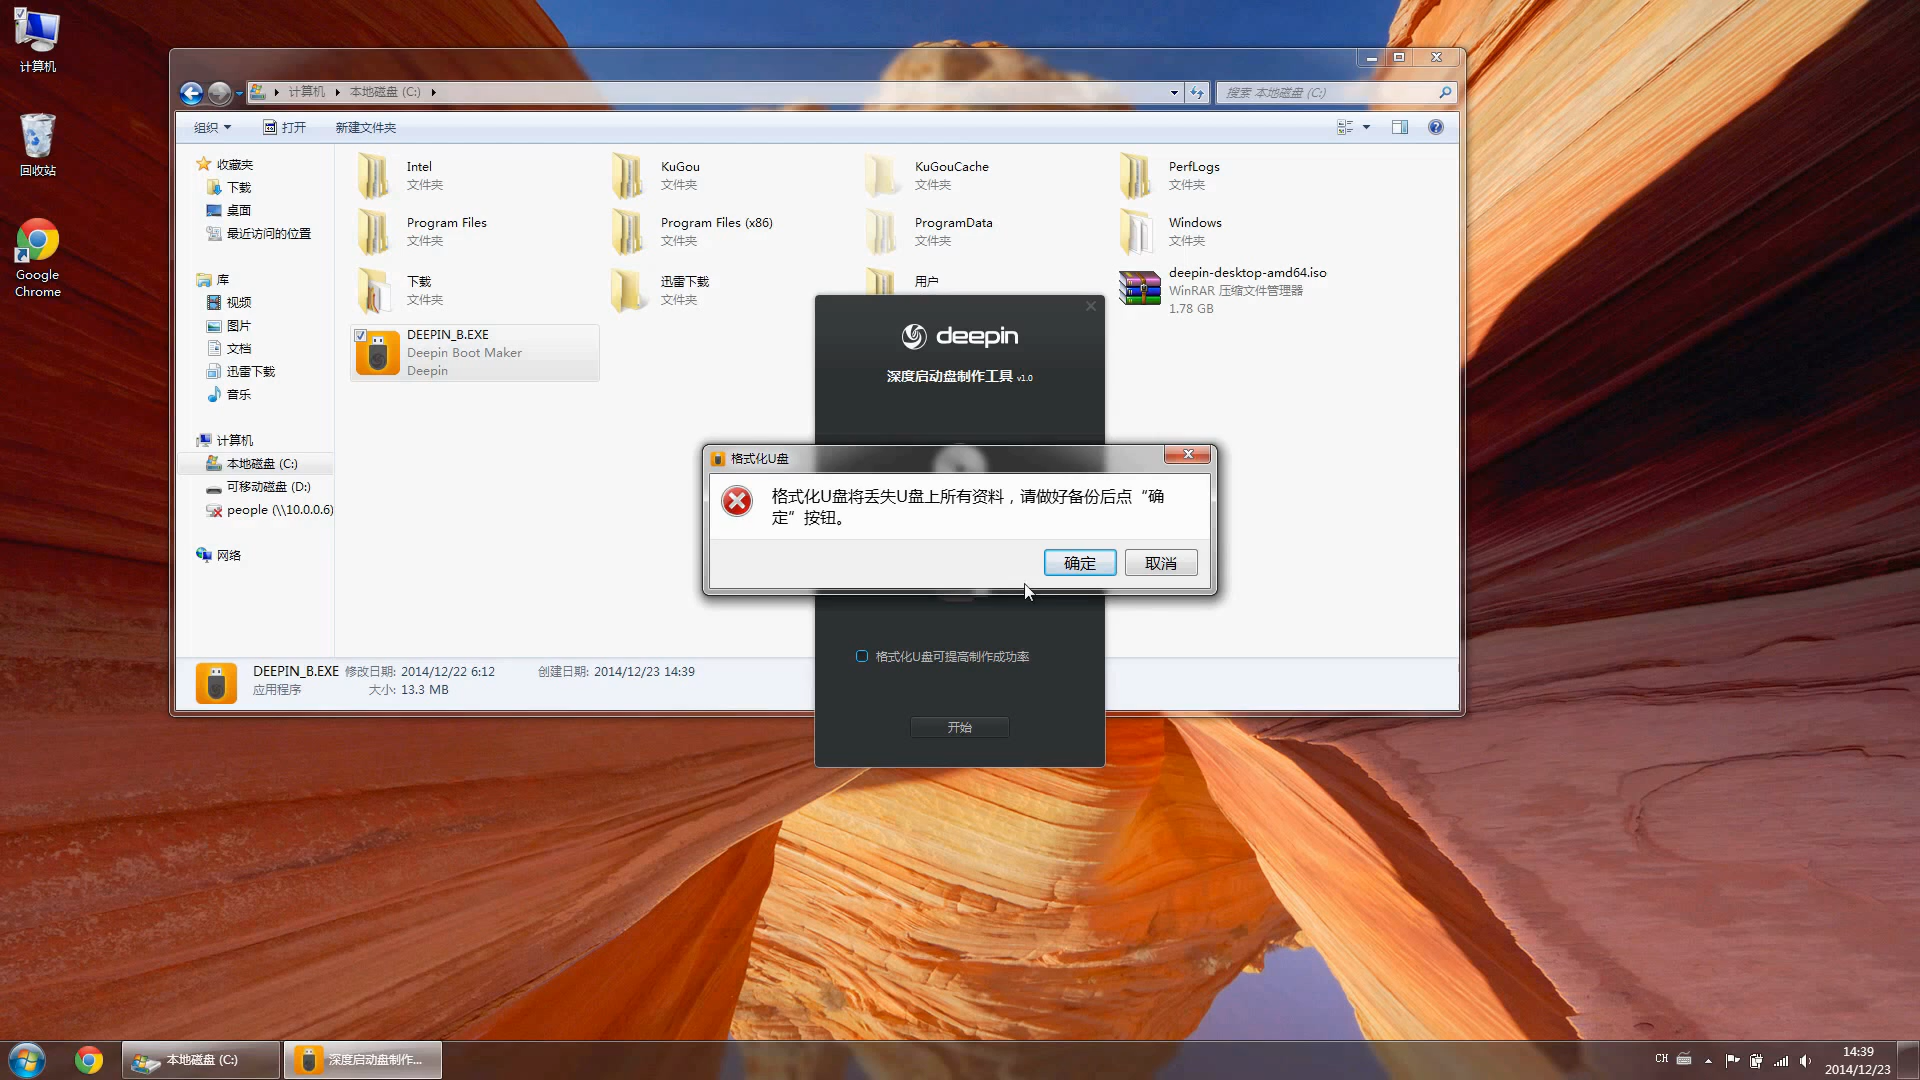 计算机
回收站
Google
Chrome
计算机
本地磁盘 (C:)
搜索 本地磁盘 (C:)
组织
打开
新建文件夹
收藏夹
下载
桌面
最近访问的位置
库
视频
图片
文档
迅雷下载
音乐
计算机
本地磁盘 (C:)
可移动磁盘 (D:)
people (\\10.0.0.6)
网络
Intel
文件夹
KuGou
文件夹
KuGouCache
文件夹
PerfLogs
文件夹
Program Files
文件夹
Program Files (x86)
文件夹
ProgramData
文件夹
Windows
文件夹
下载
文件夹
迅雷下载
文件夹
用户
deepin-desktop-amd64.iso
WinRAR 压缩文件管理器
1.78 GB
DEEPIN_B.EXE
Deepin Boot Maker
Deepin
deepin
深度启动盘制作工具 v1.0
格式化U盘
格式化U盘将丢失U盘上所有资料，请做好备份后点“确
定”按钮。
确定
取消
格式化U盘可提高制作成功率
开始
DEEPIN_B.EXE 修改日期: 2014/12/22 6:12 创建日期: 2014/12/23 14:39
应用程序 大小: 13.3 MB
本地磁盘 (C:)
深度启动盘制作...
CH
14:39
2014/12/23